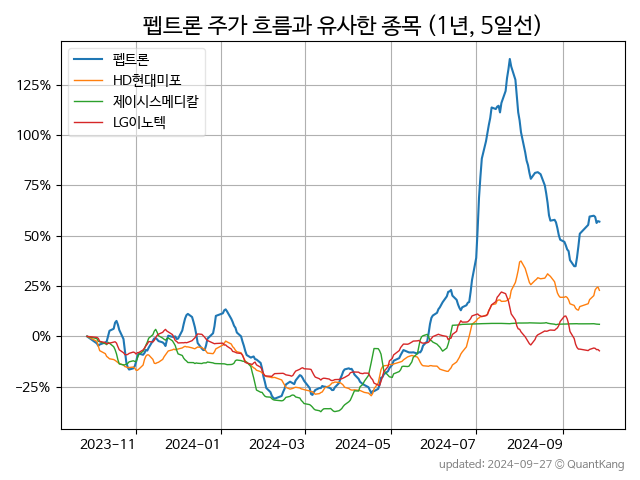 펩트론 주가 흐름과 유사한 종목 (1년, 5일선)
펩트론
HD현대미포
제이시스메디칼
LG이노텍
125%
100%
75%
50%
25%
0%
−25%
2023−11 2024−01 2024−03 2024−05 2024−07 2024−09
updated: 2024-09-27 © QuantKang